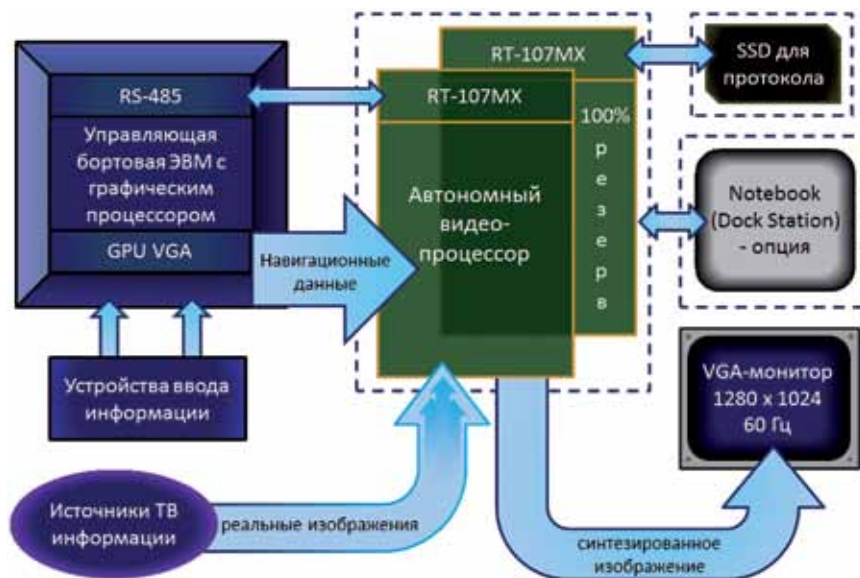 RS-485
Управляющая
бортовая ЭВМ с
графическим
процессором
GPU VGA
Устройства ввода
информации
Источники ТВ
информации
Навигационные
данные
реальные изображения
RT-107MX
RT-107MX
100%
р
е
з
е
р
в
Автономный
видео-
процессор
SSD для
протокола
Notebook
(Dock Station)
- опция
VGA-монитор
1280 x 1024
60 Гц
синтезированное
изображение